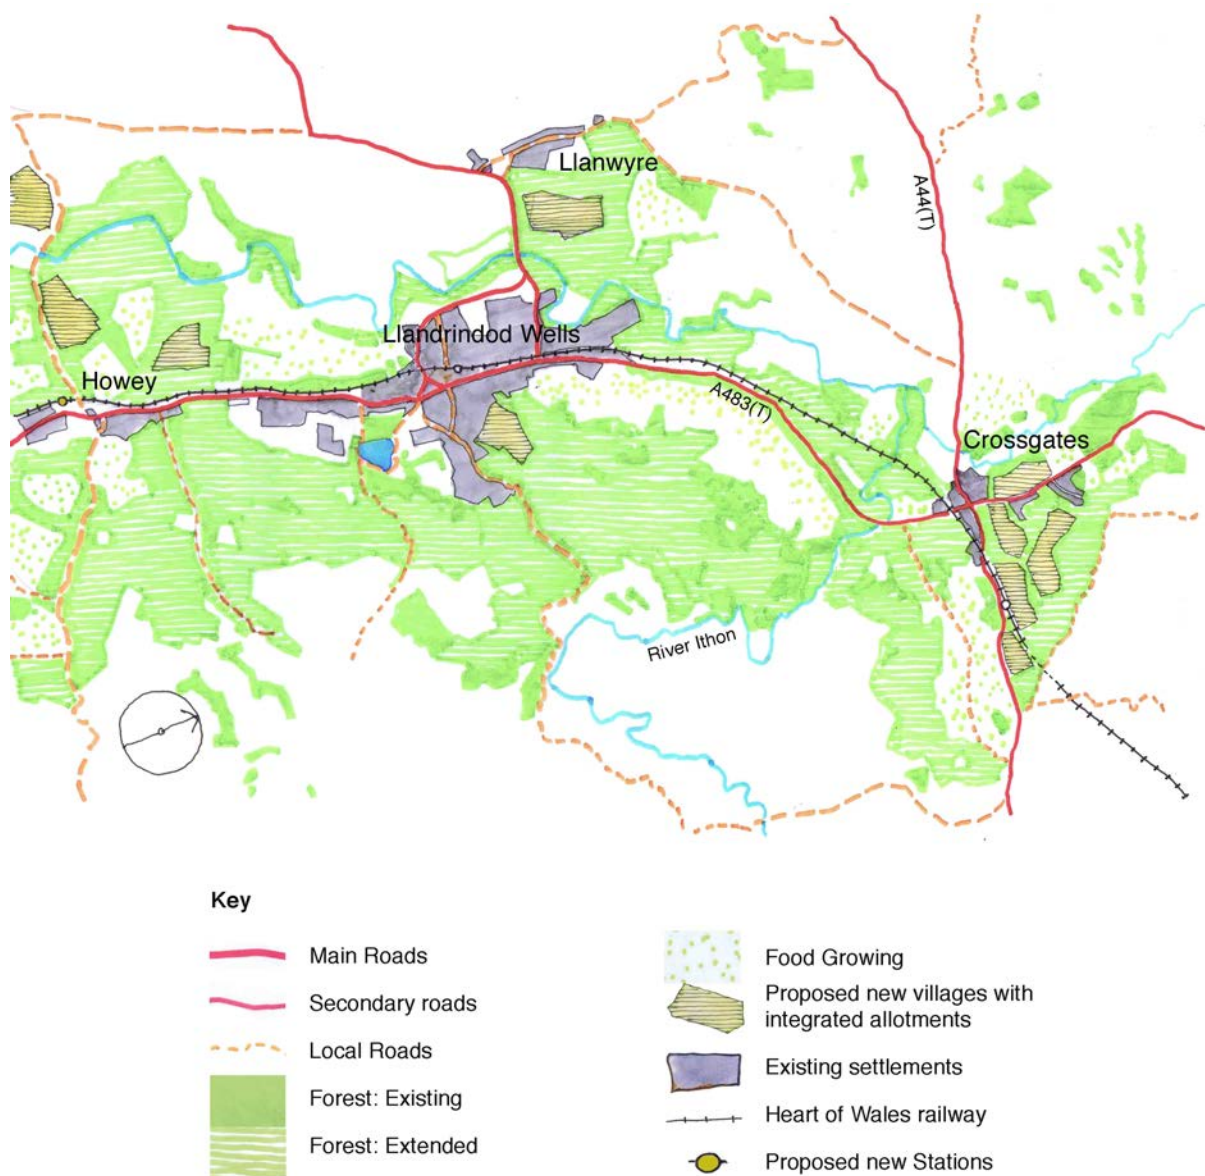 Llanwyre
A44(T)
Llandrindod Wells
Howey
A483(T)
Crossgates
River Ithon
Key
Main Roads
Secondary roads
Local Roads
Forest: Existing
Forest: Extended
Food Growing
Proposed new villages with
integrated allotments
Existing settlements
Heart of Wales railway
Proposed new Stations